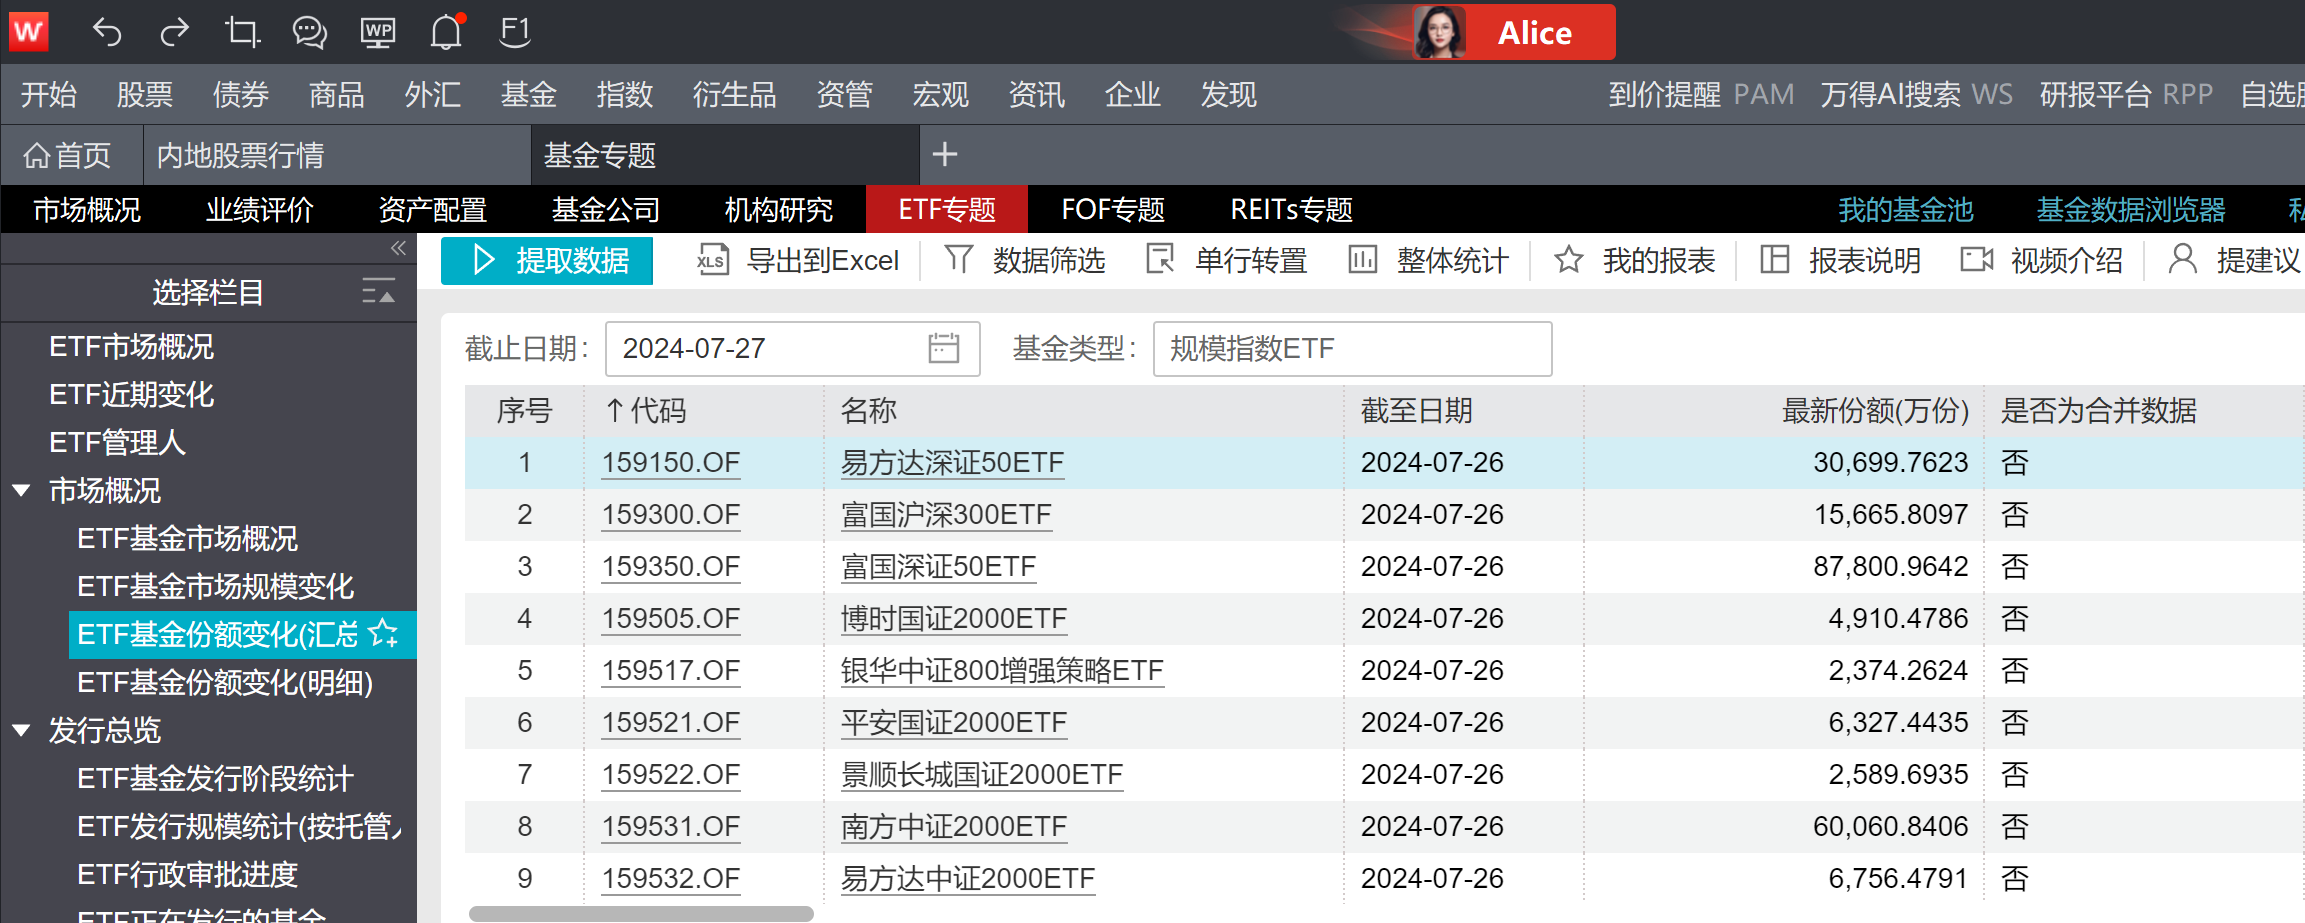 W WP F1 Alice
开始 股票 债券 商品 外汇 基金 指数 衍生品 资管 宏观 资讯 企业 发现 到价提醒 PAM 万得AI搜索 WS 研报平台 RPP 自选
首页 内地股票行情 基金专题 +
市场概况 业绩评价 资产配置 基金公司 机构研究 ETF专题 FOF专题 REITs专题 我的基金池 基金数据浏览器
提取数据 XLS 导出到Excel 数据筛选 单行转置 整体统计 我的报表 报表说明 视频介绍 提建议
选择栏目
ETF市场概况
ETF近期变化
ETF管理人
市场概况
ETF基金市场概况
ETF基金市场规模变化
ETF基金份额变化(汇总
ETF基金份额变化(明细)
发行总览
ETF基金发行阶段统计
ETF发行规模统计(按托管
ETF行政审批进度
ETF正在发行的基金
截止日期: 2024-07-27 基金类型: 规模指数ETF
序号 ↑代码 名称 截至日期 最新份额(万份) 是否为合并数据
1 159150.OF 易方达深证50ETF 2024-07-26 30,699.7623 否
2 159300.OF 富国沪深300ETF 2024-07-26 15,665.8097 否
3 159350.OF 富国深证50ETF 2024-07-26 87,800.9642 否
4 159505.OF 博时国证2000ETF 2024-07-26 4,910.4786 否
5 159517.OF 银华中证800增强策略ETF 2024-07-26 2,374.2624 否
6 159521.OF 平安国证2000ETF 2024-07-26 6,327.4435 否
7 159522.OF 景顺长城国证2000ETF 2024-07-26 2,589.6935 否
8 159531.OF 南方中证2000ETF 2024-07-26 60,060.8406 否
9 159532.OF 易方达中证2000ETF 2024-07-26 6,756.4791 否